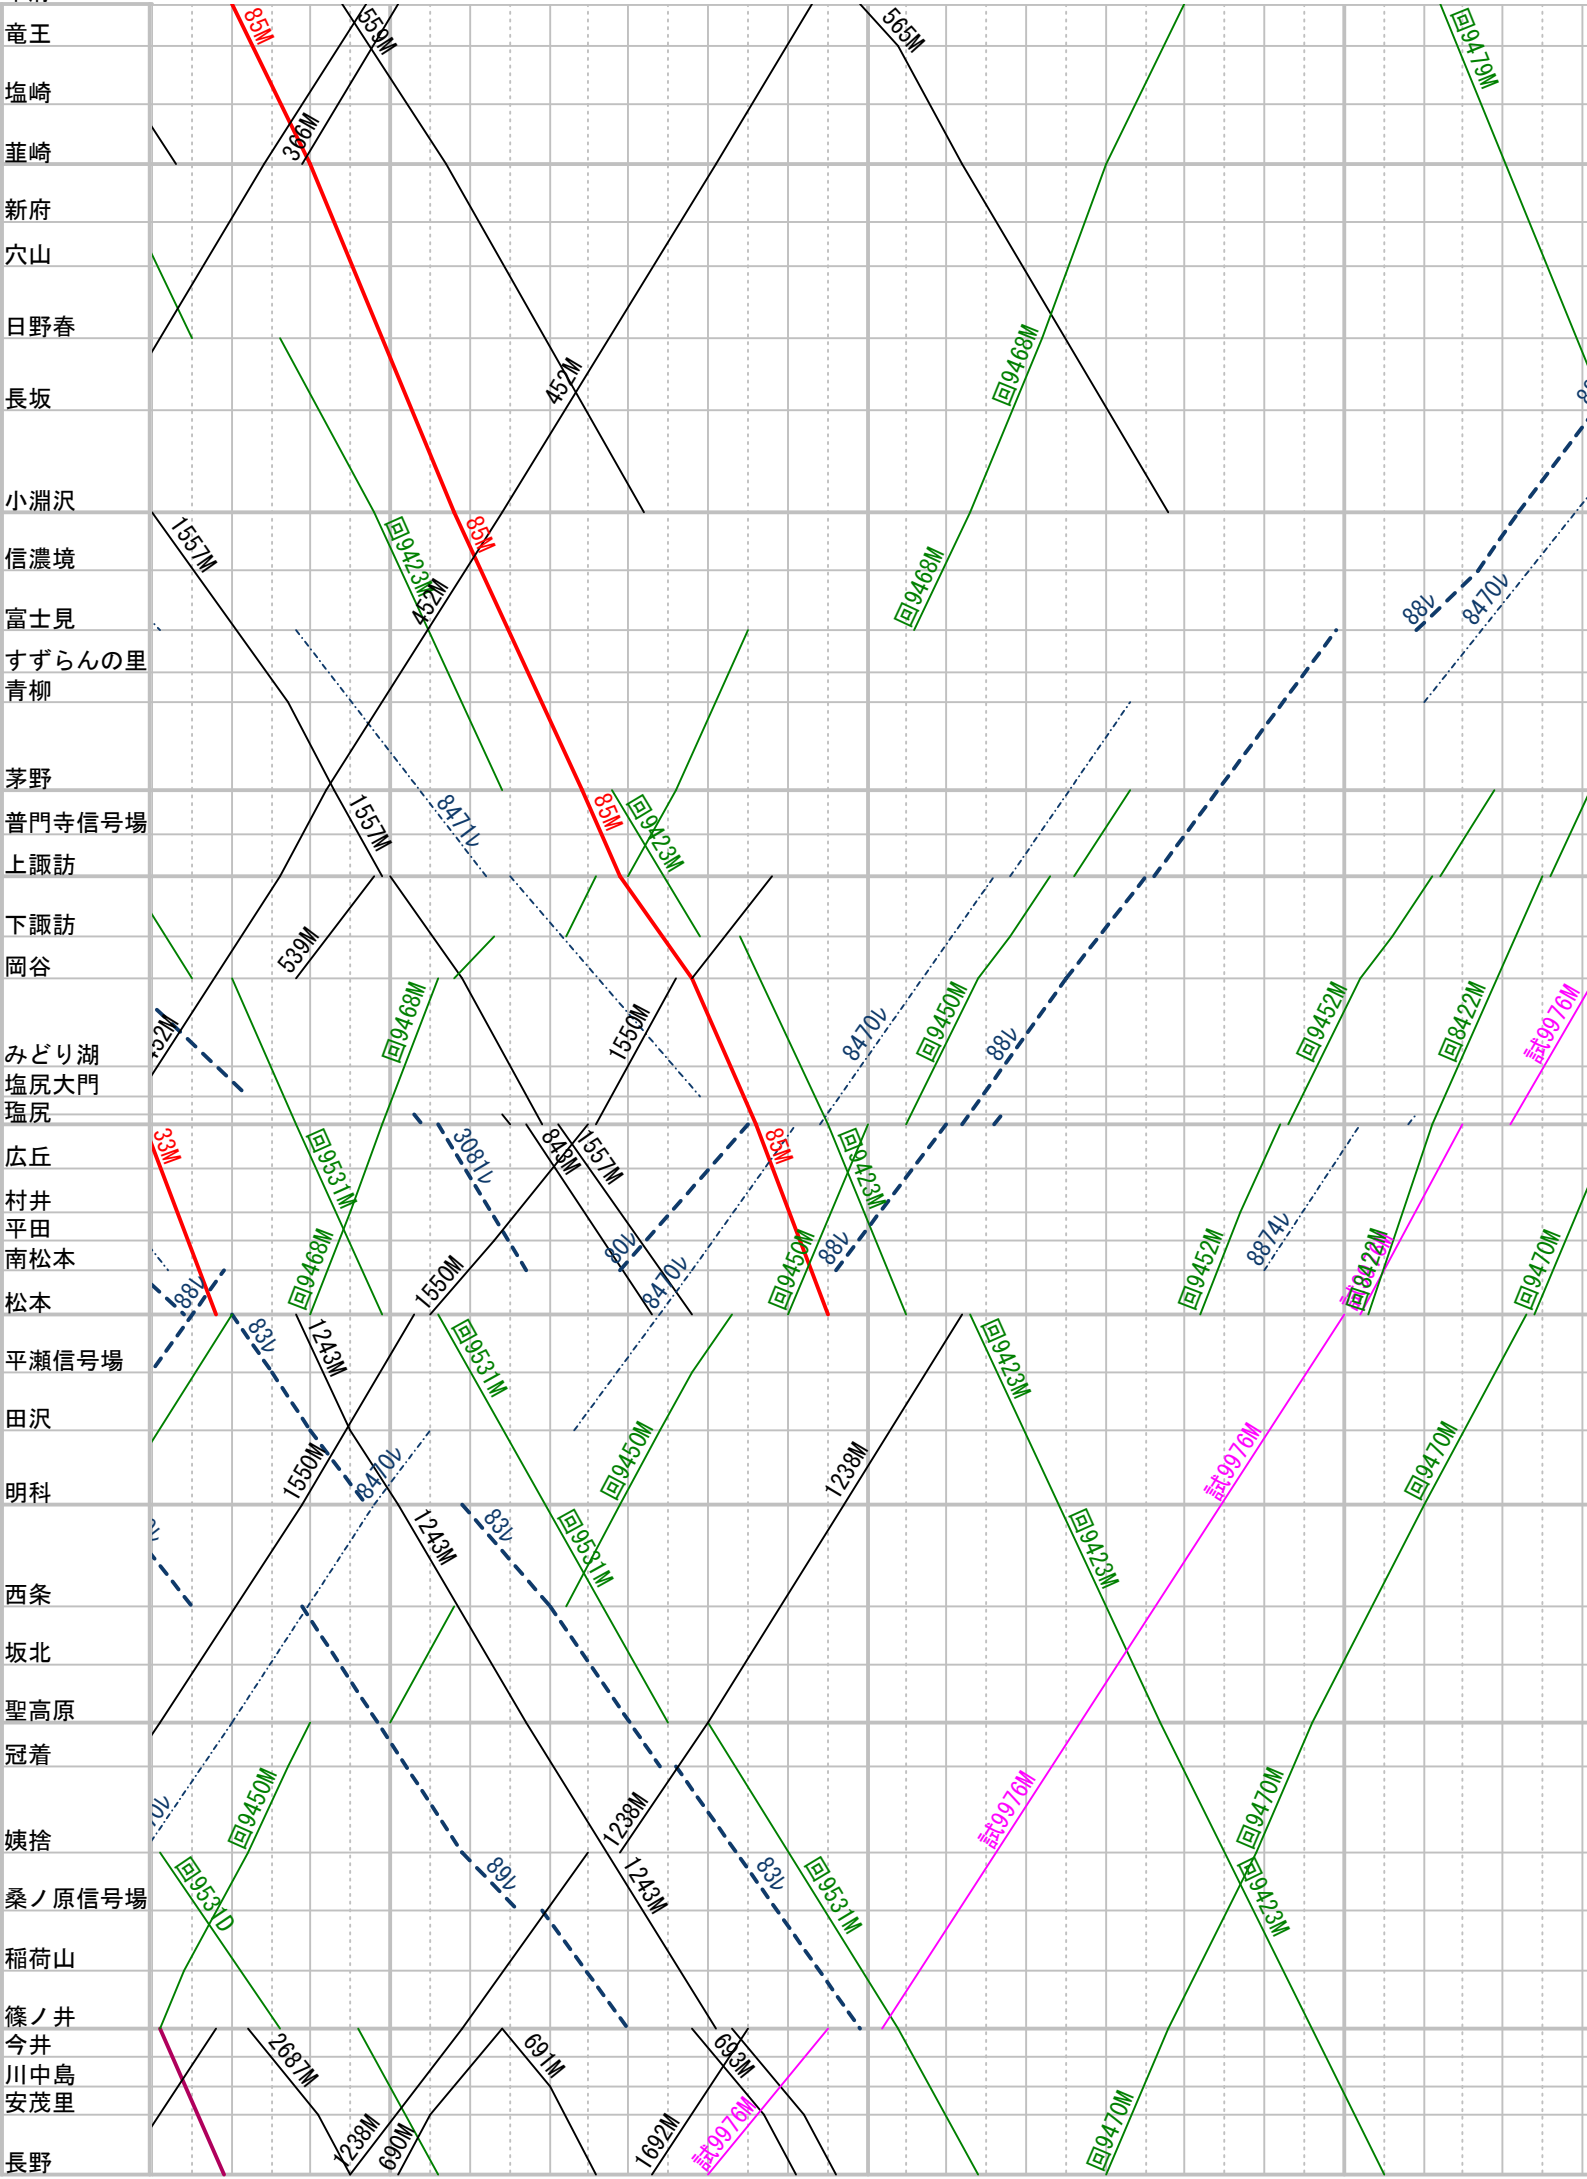 竜王
塩崎
韮崎
新府
穴山
日野春
長坂
小淵沢
信濃境
富士見
すずらんの里
青柳
茅野
普門寺信号場
上諏訪
下諏訪
岡谷
みどり湖
塩尻大門
塩尻
広丘
村井
平田
南松本
松本
平瀬信号場
田沢
明科
西条
坂北
聖高原
冠着
姨捨
桑ノ原信号場
稲荷山
篠ノ井
今井
川中島
安茂里
長野
85M
559M
565M
回9479M
366M
452M
回9468M
1557M
回9423M
85M
452M
回9468M
88レ
8470レ
1557M
8471レ
85M
回9423M
539M
回9468M
1550M
8470レ
回9450M
88レ
回9452M
回8422M
試9976M
452M
33M
回9531M
3081レ
843M
1557M
85M
回9423M
88レ
回9468M
1550M
80レ
8470レ
回9450M
88レ
回9452M
8874レ
試9976M
回8422M
回9470M
83レ
1243M
回9531M
回9423M
1550M
8470レ
回9450M
1238M
試9976M
回9470M
1243M
83レ
回9531M
回9423M
回9450M
1238M
試9976M
回9470M
回9531D
89レ
1243M
83レ
回9531M
回9423M
2687M
691M
693M
1238M
690M
1692M
試9976M
回9470M